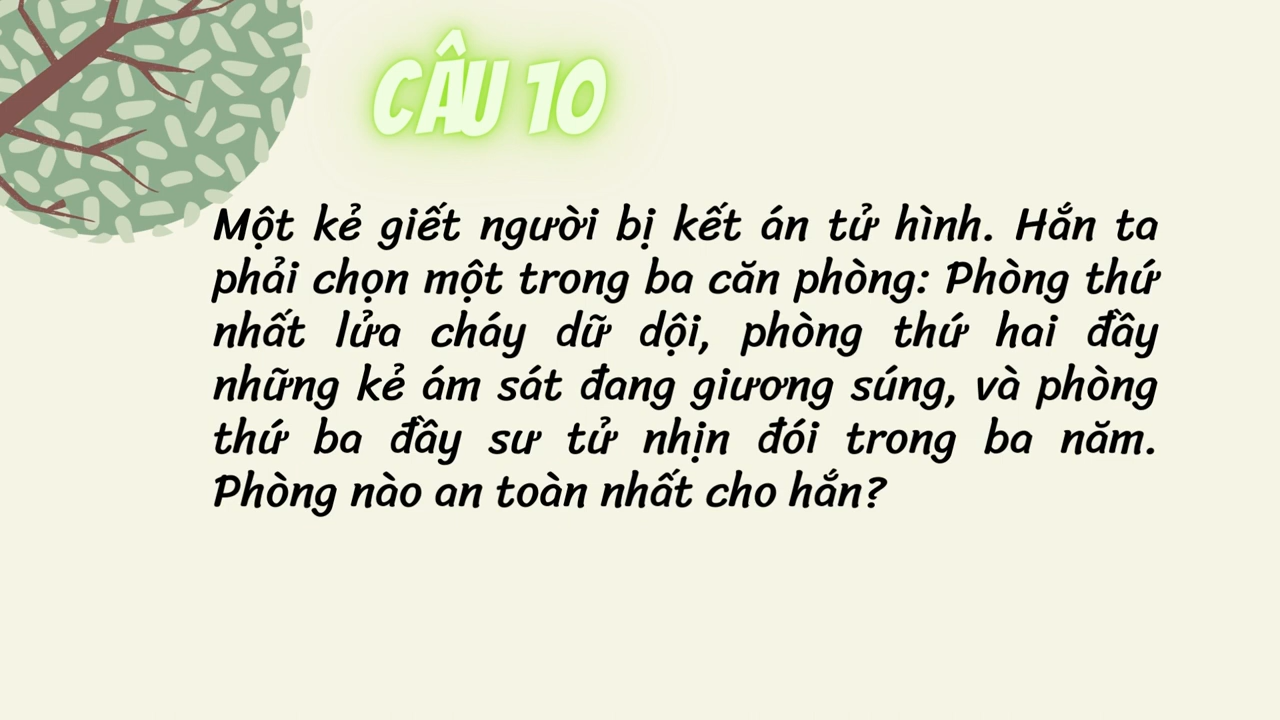 CÂU 10
Một kẻ giết người bị kết án tử hình. Hắn ta
phải chọn một trong ba căn phòng: Phòng thứ
nhất lửa cháy dữ dội, phòng thứ hai đầy
những kẻ ám sát đang giương súng, và phòng
thứ ba đầy sư tử nhịn đói trong ba năm.
Phòng nào an toàn nhất cho hắn?